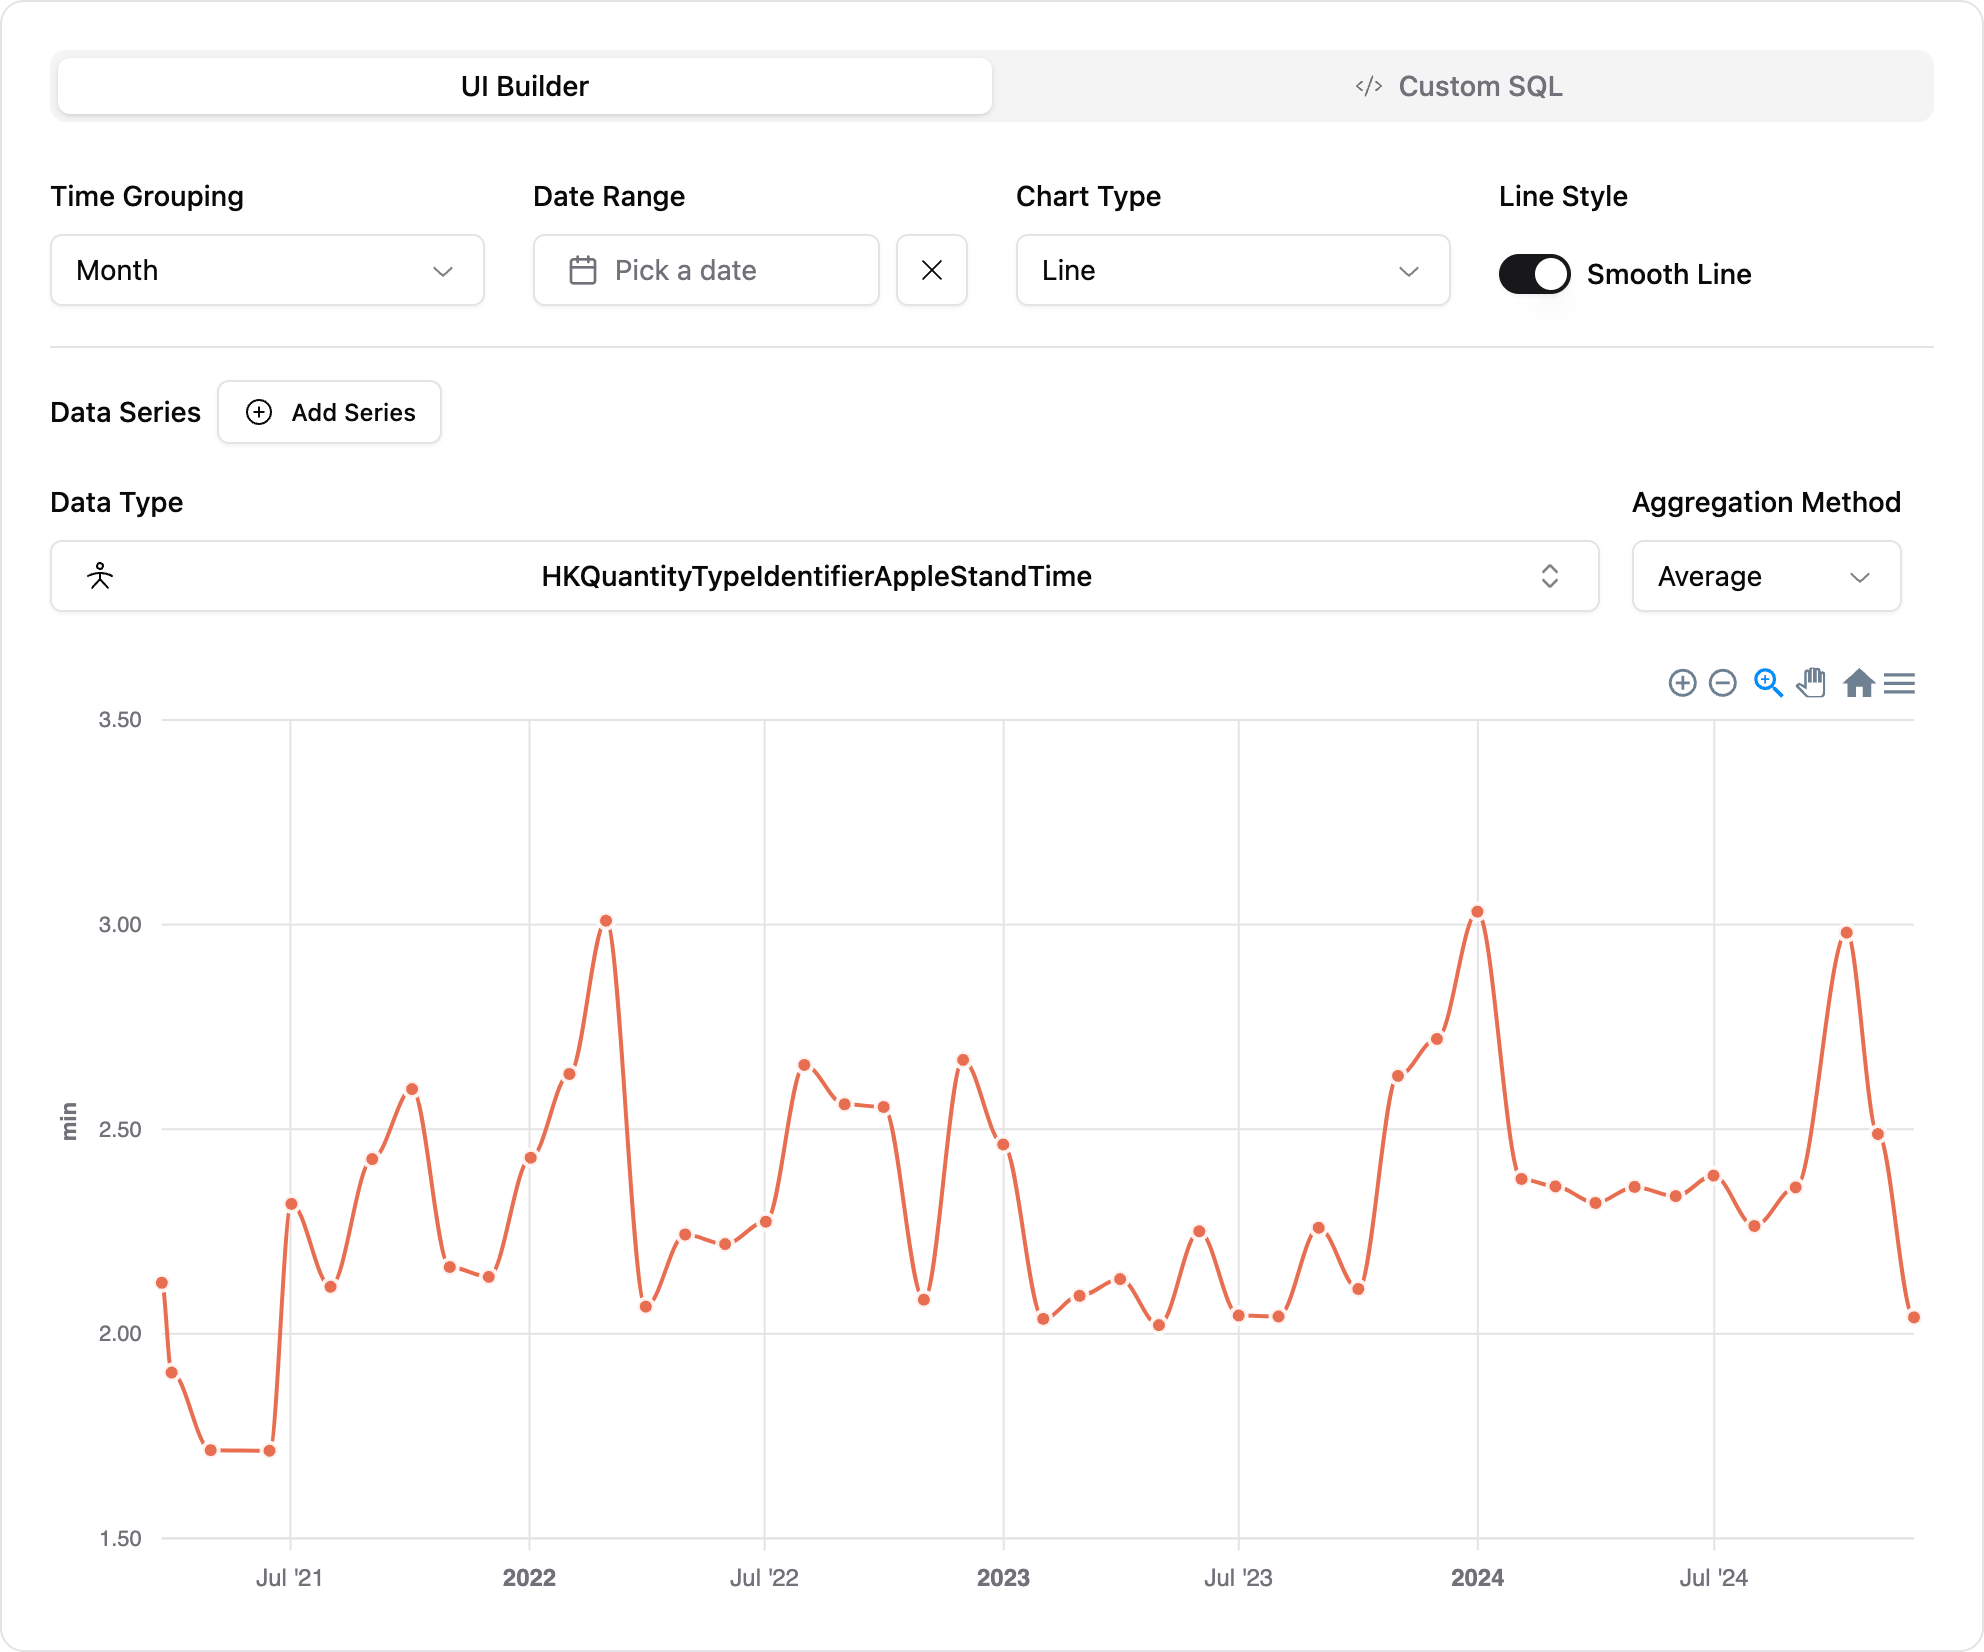 UI Builder
</> Custom SQL
Time Grouping
Date Range
Chart Type
Line Style
Month
Pick a date
Line
Smooth Line
Data Series
Add Series
Data Type
Aggregation Method
HKQuantityTypeIdentifierAppleStandTime
Average
3.50
3.00
2.50
2.00
1.50
min
Jul '21
2022
Jul '22
2023
Jul '23
2024
Jul '24